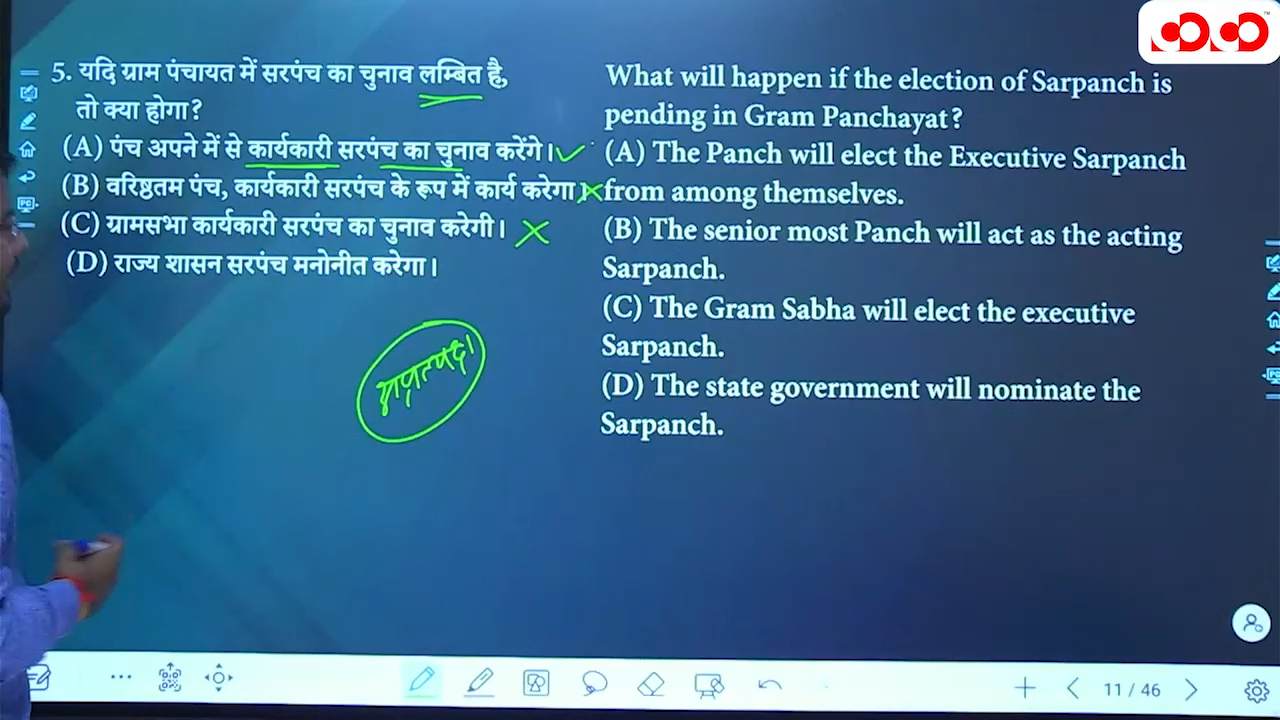 5. यदि ग्राम पंचायत में सरपंच का चुनाव लम्बित है,
तो क्या होगा?
(A) पंच अपने में से कार्यकारी सरपंच का चुनाव करेंगे।
(B) वरिष्ठतम पंच, कार्यकारी सरपंच के रूप में कार्य करेगा।
(C) ग्रामसभा कार्यकारी सरपंच का चुनाव करेगी।
(D) राज्य शासन सरपंच मनोनीत करेगा।
What will happen if the election of Sarpanch is
pending in Gram Panchayat?
(A) The Panch will elect the Executive Sarpanch
from among themselves.
(B) The senior most Panch will act as the acting
Sarpanch.
(C) The Gram Sabha will elect the executive
Sarpanch.
(D) The state government will nominate the
Sarpanch.
11 / 46